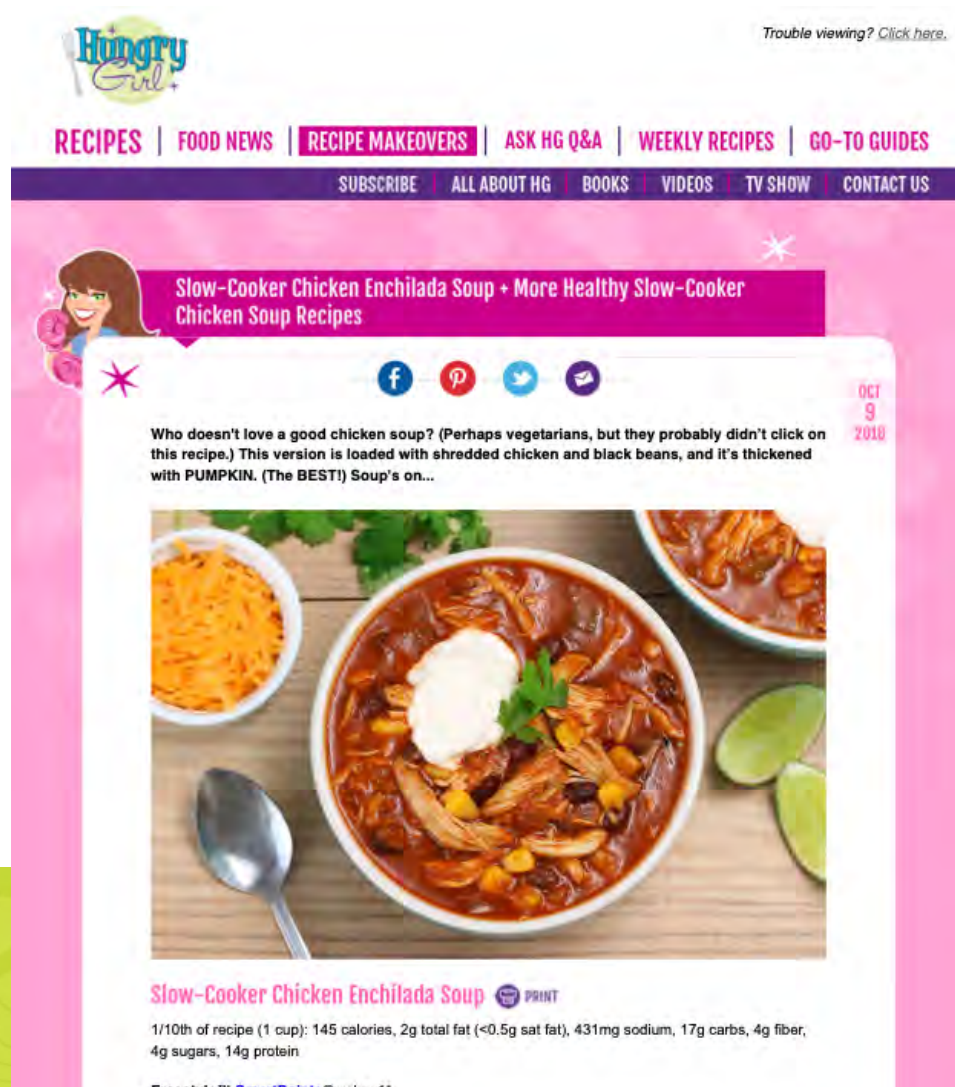 Hungry
Girl
Trouble viewing? Click here.
RECIPES | FOOD NEWS | RECIPE MAKEOVERS | ASK HG Q&A | WEEKLY RECIPES | GO-TO GUIDES
SUBSCRIBE | ALL ABOUT HG | BOOKS | VIDEOS | TV SHOW | CONTACT US
Slow-Cooker Chicken Enchilada Soup + More Healthy Slow-Cooker
Chicken Soup Recipes
OCT
9
2018
Who doesn't love a good chicken soup? (Perhaps vegetarians, but they probably didn't click on
this recipe.) This version is loaded with shredded chicken and black beans, and it's thickened
with PUMPKIN. (The BEST!) Soup's on...
Slow-Cooker Chicken Enchilada Soup PRINT
1/10th of recipe (1 cup): 145 calories, 2g total fat (<0.5g sat fat), 431mg sodium, 17g carbs, 4g fiber,
4g sugars, 14g protein